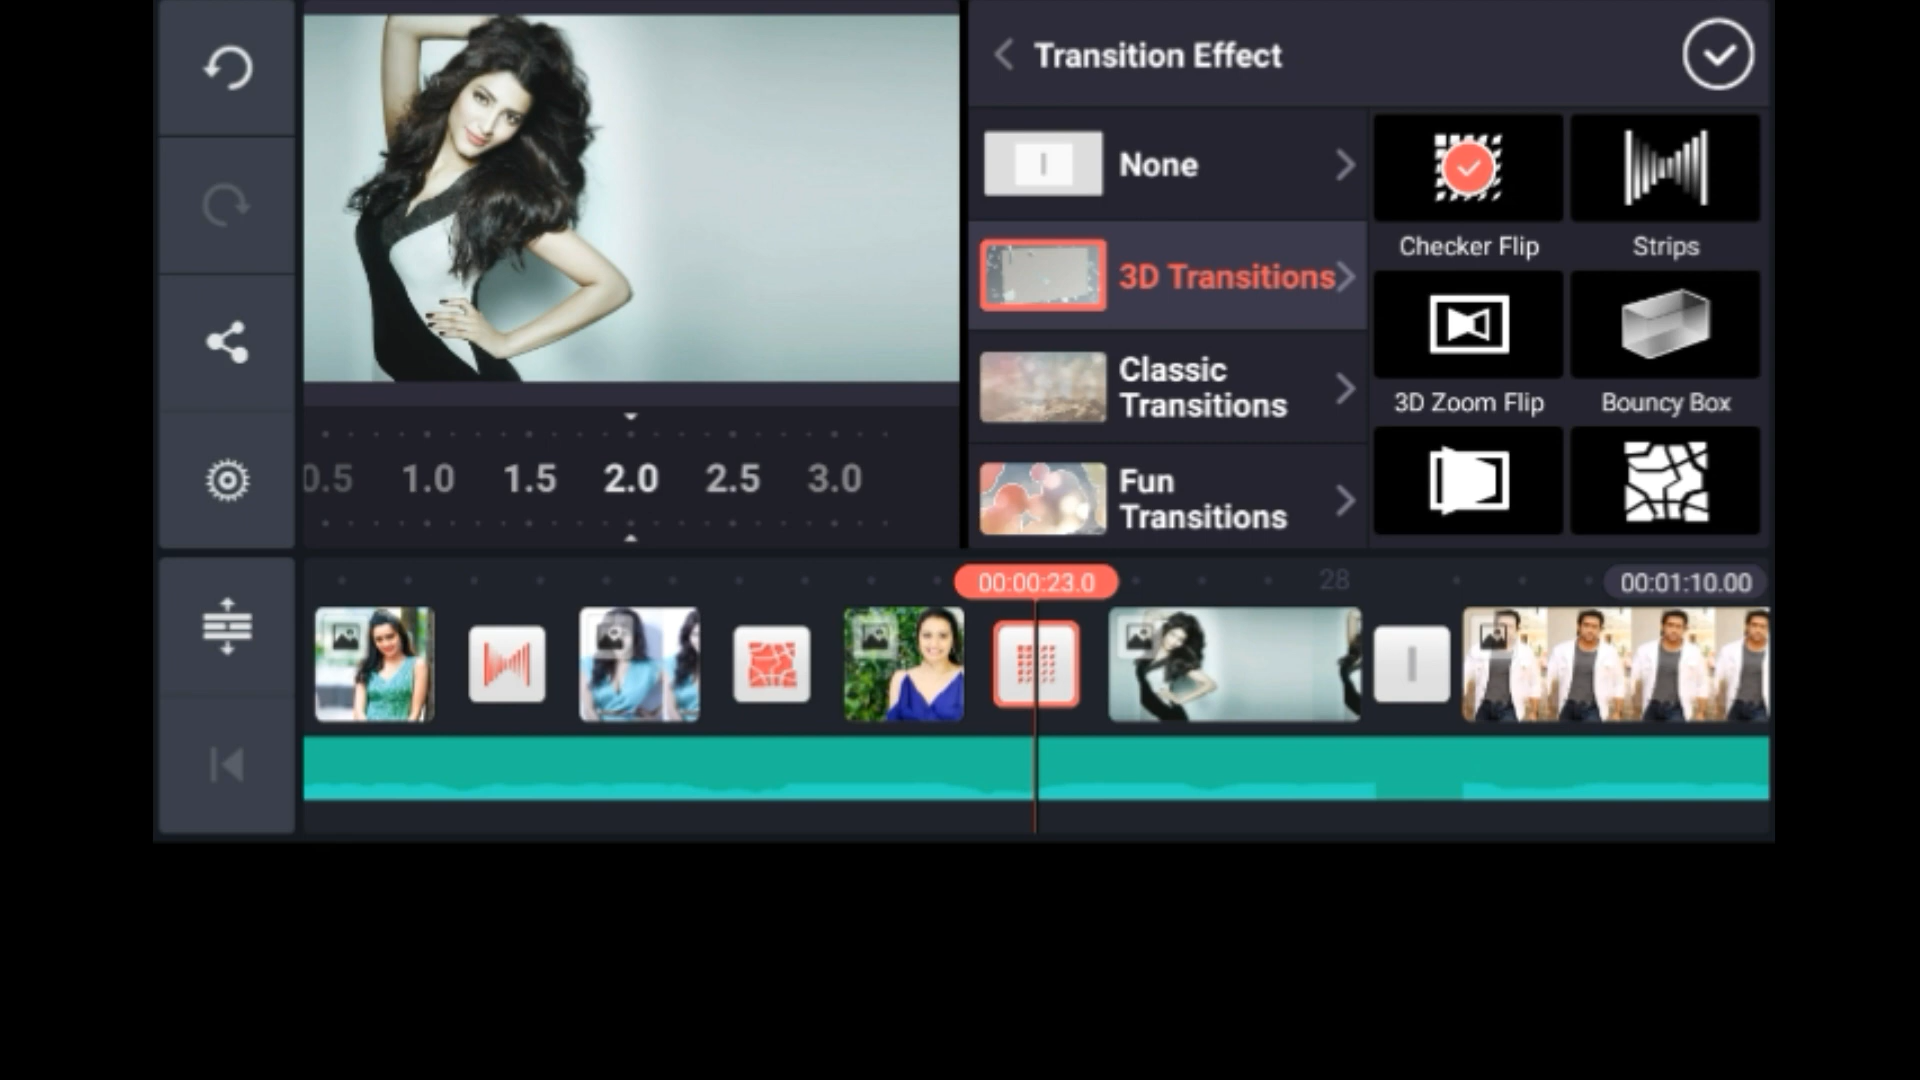 Transition Effect
None
3D Transitions
Classic
Transitions
Fun
Transitions
Checker Flip
Strips
3D Zoom Flip
Bouncy Box
0.5 1.0 1.5 2.0 2.5 3.0
00:00:23.0
28
00:01:10.00